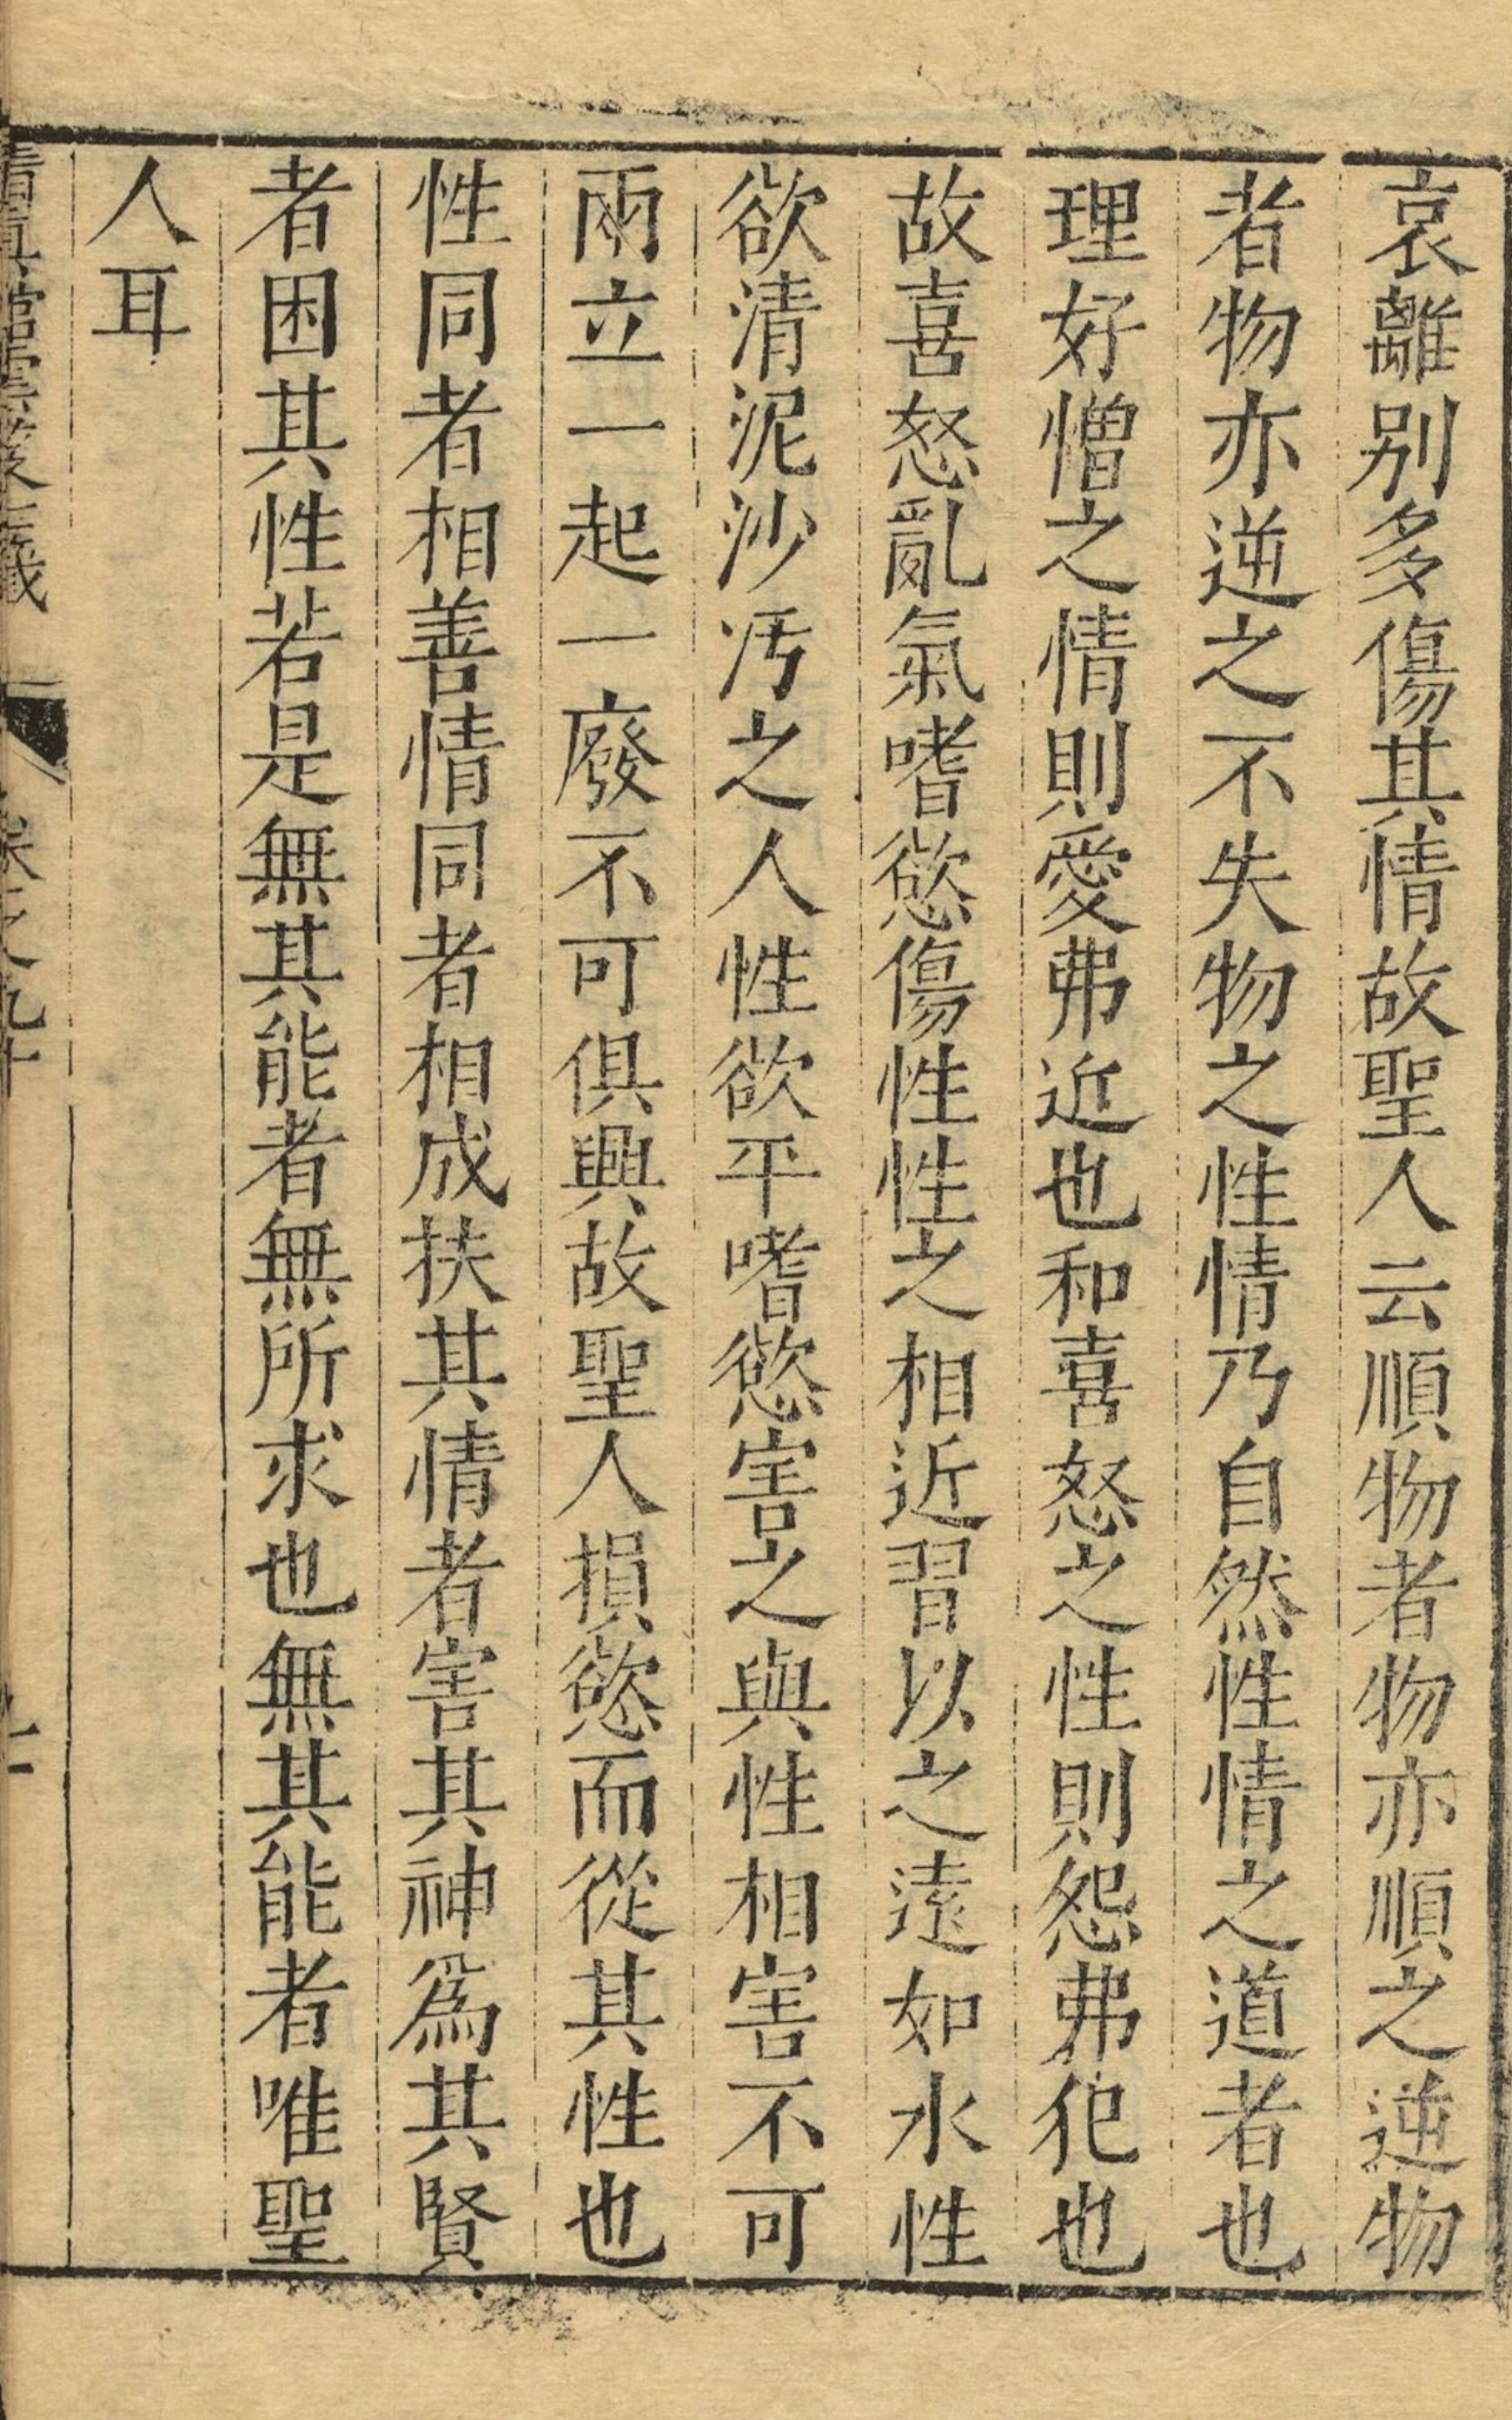 哀離别多傷其情故聖人云順物者物亦順之逆物
者物亦逆之不失物之性情乃自然性情之道者也
理好憎之情則愛弗近也和喜怒之性則怨弗犯也
故喜怒亂氣嗜慾傷性性之相近習以之遠如水性
欲清泥沙汚之人性欲平嗜慾害之與性相害不可
兩立一起一廢不可俱興故聖人損慾而從其性也
性同者相善情同者相成扶其情者害其神爲其賢
者困其性若是無其能者無所求也無其能者唯聖
人耳